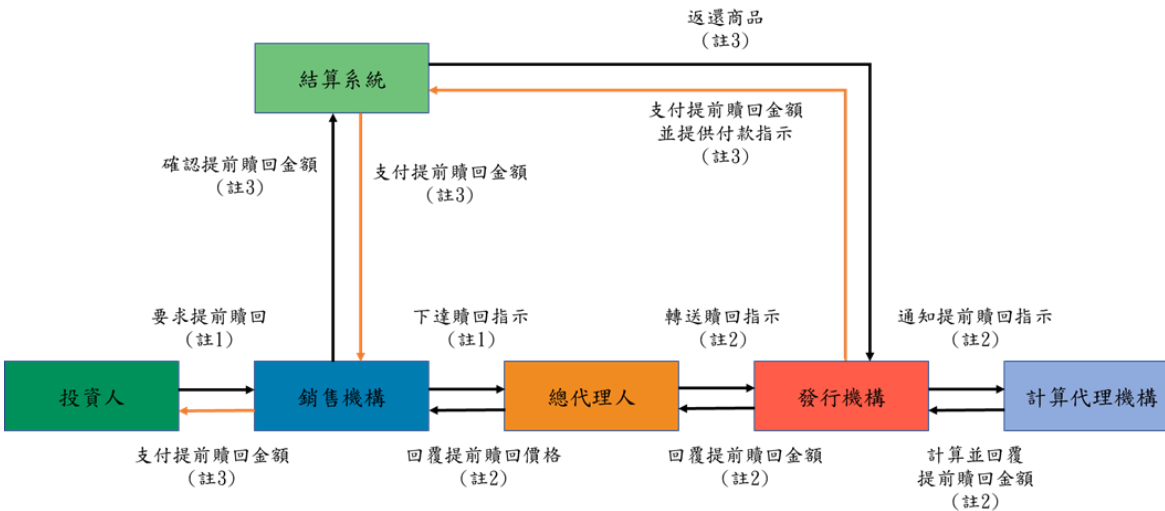 返還商品
(註3)
結算系統
支付提前贖回金額
並提供付款指示
(註3)
確認提前贖回金額
(註3)
支付提前贖回金額
(註3)
要求提前贖回
(註1)
下達贖回指示
(註1)
轉送贖回指示
(註2)
通知提前贖回指示
(註2)
投資人
銷售機構
總代理人
發行機構
計算代理機構
支付提前贖回金額
(註3)
回覆提前贖回價格
(註2)
回覆提前贖回金額
(註2)
計算並回覆
提前贖回金額
(註2)